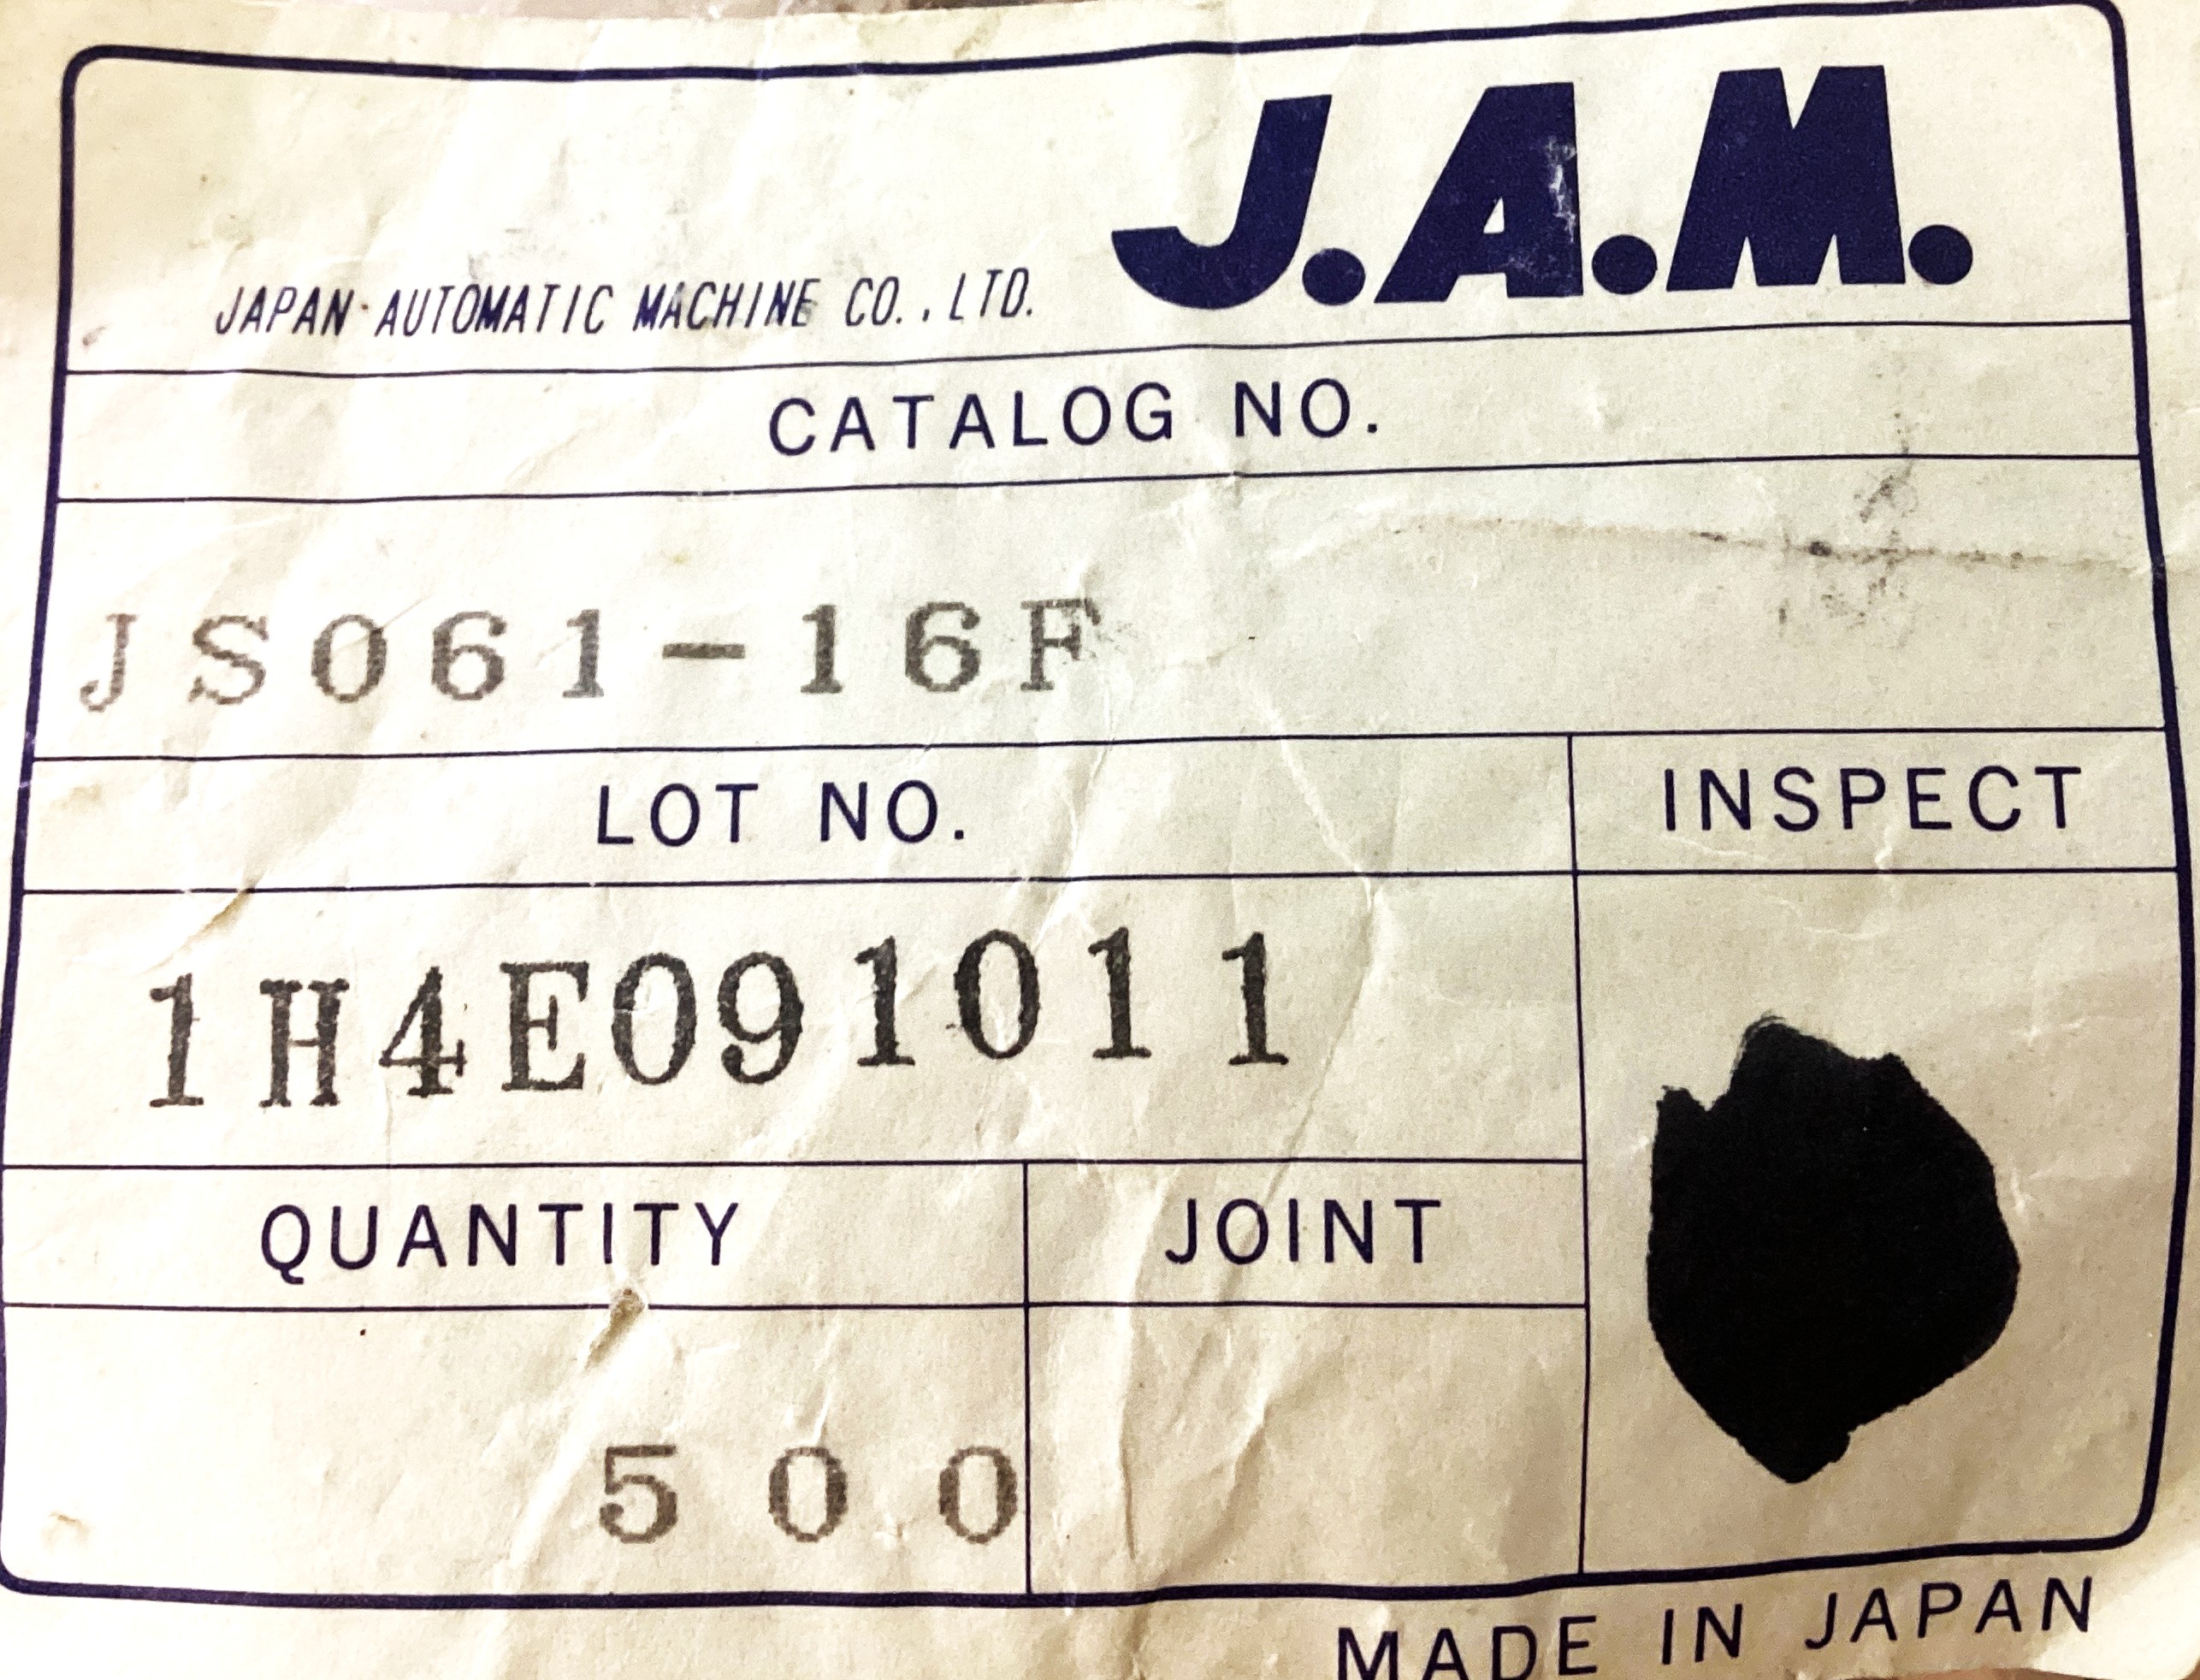 J.A.M.
JAPAN AUTOMATIC MACHINE CO.,LTD.
CATALOG NO.
JS061-16F
LOT NO.
INSPECT
1H4E091011
QUANTITY
JOINT
500
MADE IN JAPAN